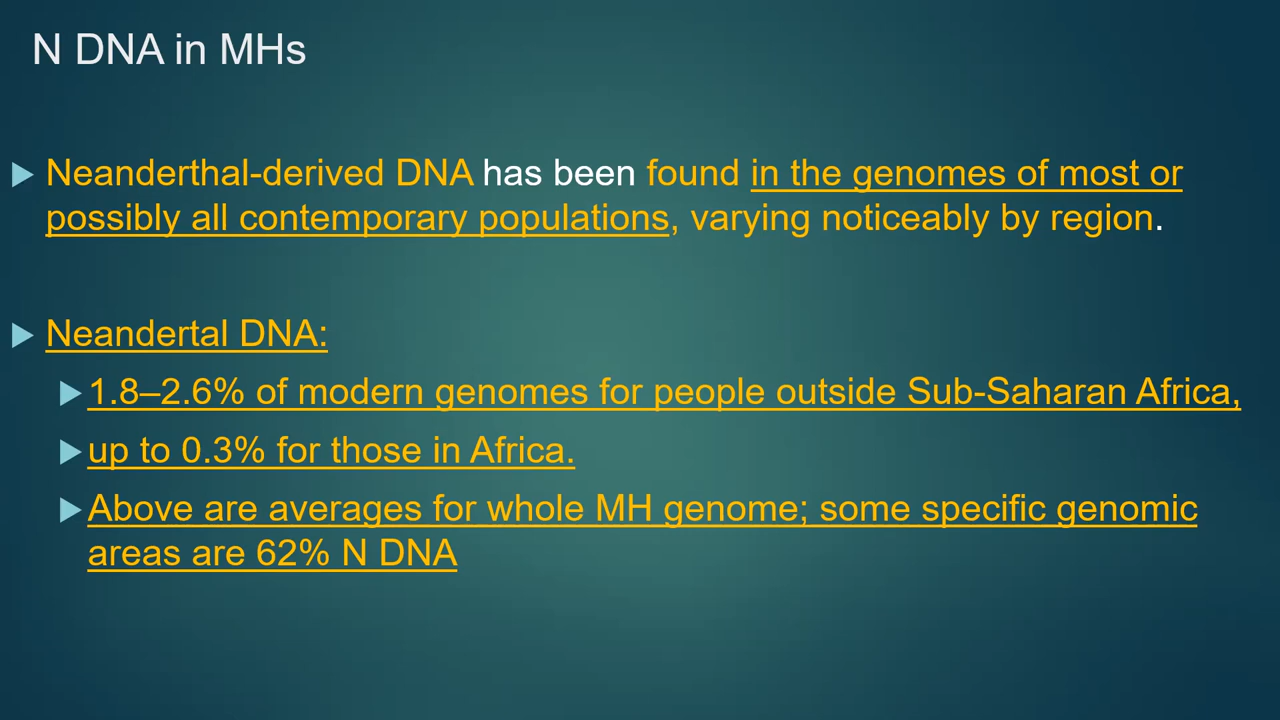 N DNA in MHs
Neanderthal-derived DNA has been found in the genomes of most or
possibly all contemporary populations, varying noticeably by region.
Neandertal DNA:
1.8–2.6% of modern genomes for people outside Sub-Saharan Africa,
up to 0.3% for those in Africa.
Above are averages for whole MH genome; some specific genomic
areas are 62% N DNA